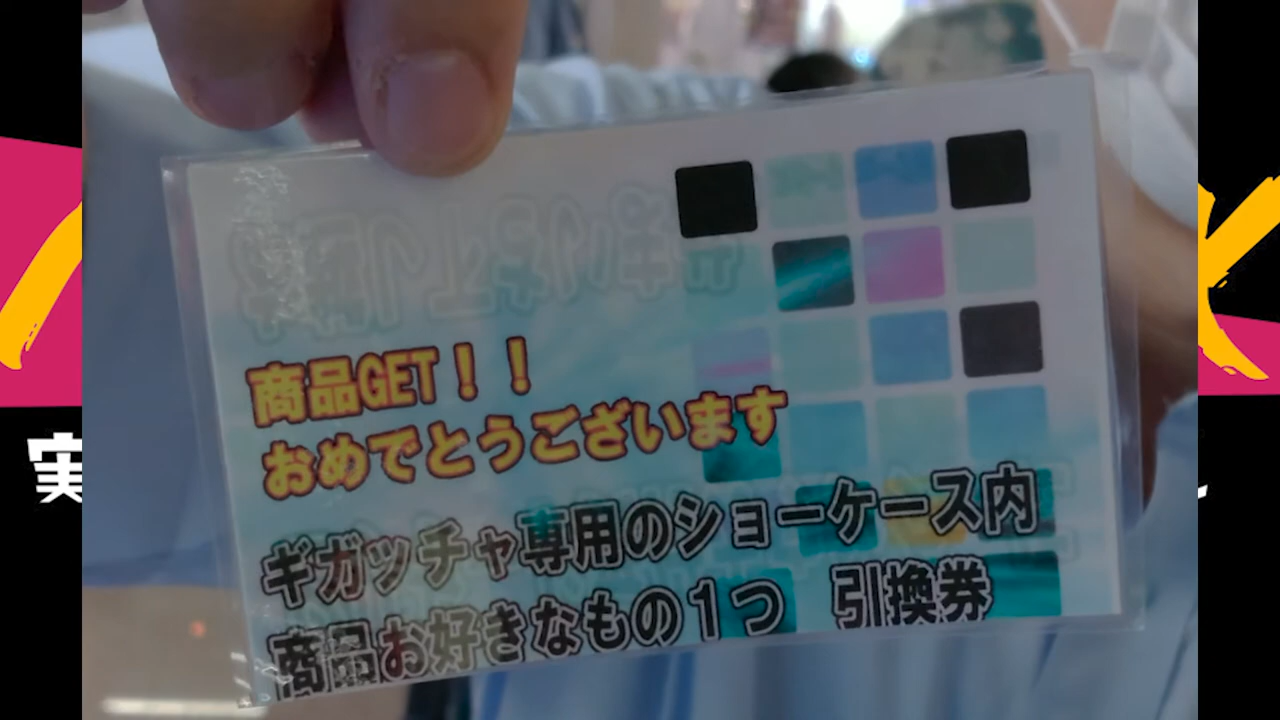 商品GET！！
おめでとうございます
ギガッチャ専用のショーケース内
商品お好きなもの１つ　引換券
実